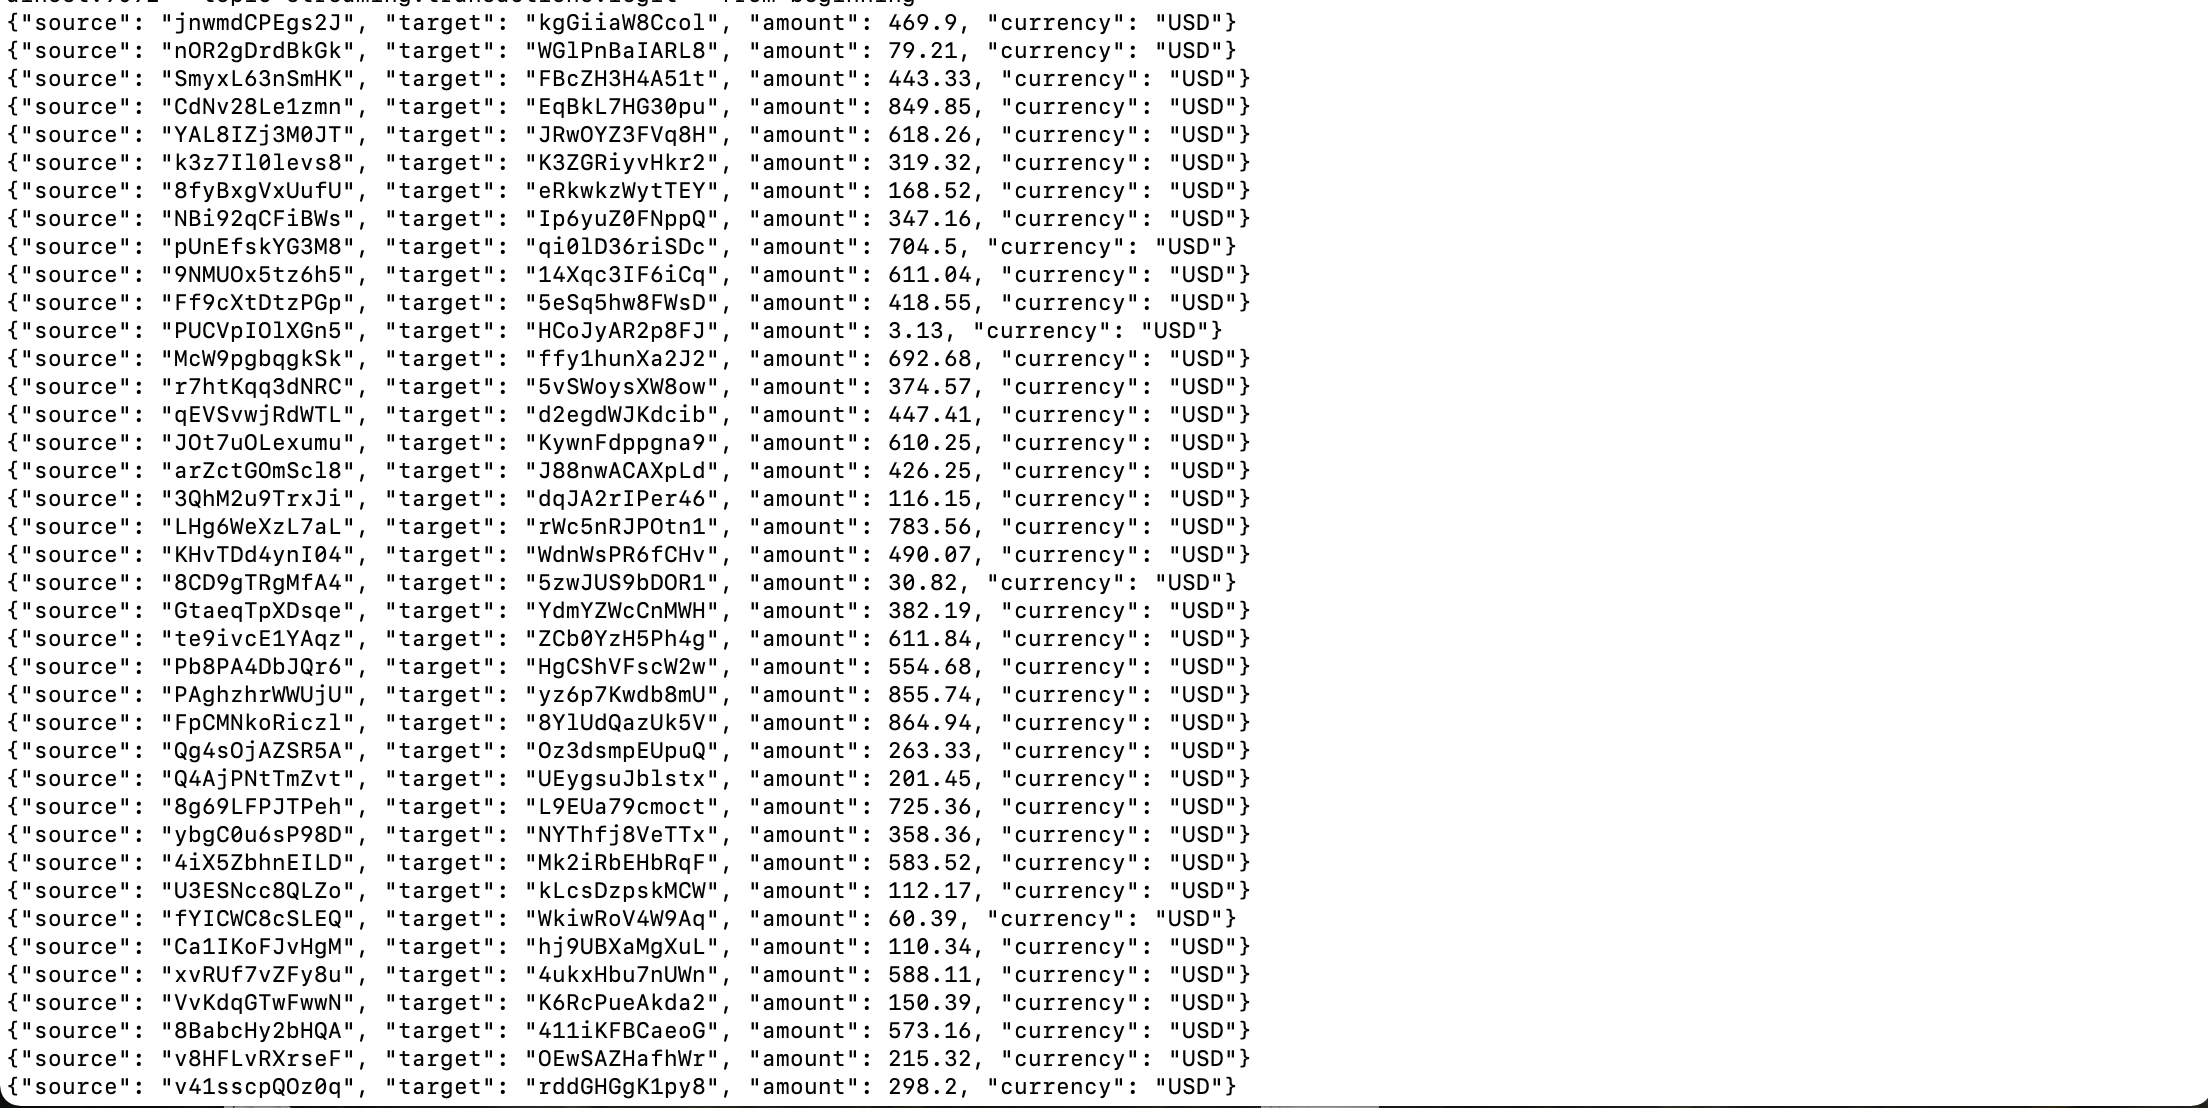 {"source": "jnwmdCPEgs2J", "target": "kgGiiaW8Ccol", "amount": 469.9, "currency": "USD"}
{"source": "nOR2gDrdBkGk", "target": "WGlPnBaIARL8", "amount": 79.21, "currency": "USD"}
{"source": "SmyxL63nSmHK", "target": "FBcZH3H4A51t", "amount": 443.33, "currency": "USD"}
{"source": "CdNv28Le1zmn", "target": "EqBkL7HG30pu", "amount": 849.85, "currency": "USD"}
{"source": "YAL8IZj3M0JT", "target": "JRwOYZ3FVq8H", "amount": 618.26, "currency": "USD"}
{"source": "k3z7Il0levs8", "target": "K3ZGRiyvHkr2", "amount": 319.32, "currency": "USD"}
{"source": "8fyBxgVxUufU", "target": "eRkwkzWytTEY", "amount": 168.52, "currency": "USD"}
{"source": "NBi92qCFiBWs", "target": "Ip6yuZ0FNppQ", "amount": 347.16, "currency": "USD"}
{"source": "pUnEfskYG3M8", "target": "qi0lD36riSDc", "amount": 704.5, "currency": "USD"}
{"source": "9NMUOx5tz6h5", "target": "14Xqc3IF6iCq", "amount": 611.04, "currency": "USD"}
{"source": "Ff9cXtDtzPGp", "target": "5eSq5hw8FWsD", "amount": 418.55, "currency": "USD"}
{"source": "PUCVpIOlXGn5", "target": "HCoJyAR2p8FJ", "amount": 3.13, "currency": "USD"}
{"source": "McW9pgbqgkSk", "target": "ffy1hunXa2J2", "amount": 692.68, "currency": "USD"}
{"source": "r7htKqq3dNRC", "target": "5vSWoysXW8ow", "amount": 374.57, "currency": "USD"}
{"source": "qEVSvwjRdWTL", "target": "d2egdWJKdcib", "amount": 447.41, "currency": "USD"}
{"source": "JOt7uOLexumu", "target": "KywnFdppgna9", "amount": 610.25, "currency": "USD"}
{"source": "arZctGOmScl8", "target": "J88nwACAXpLd", "amount": 426.25, "currency": "USD"}
{"source": "3QhM2u9TrxJi", "target": "dqJA2rIPer46", "amount": 116.15, "currency": "USD"}
{"source": "LHg6WeXzL7aL", "target": "rWc5nRJPOtn1", "amount": 783.56, "currency": "USD"}
{"source": "KHvTDd4ynI04", "target": "WdnWsPR6fCHv", "amount": 490.07, "currency": "USD"}
{"source": "8CD9gTRgMfA4", "target": "5zwJUS9bDOR1", "amount": 30.82, "currency": "USD"}
{"source": "GtaeqTpXDsqe", "target": "YdmYZWcCnMWH", "amount": 382.19, "currency": "USD"}
{"source": "te9ivcE1YAqz", "target": "ZCb0YzH5Ph4g", "amount": 611.84, "currency": "USD"}
{"source": "Pb8PA4DbJQr6", "target": "HgCShVFscW2w", "amount": 554.68, "currency": "USD"}
{"source": "PAghzhrWWUjU", "target": "yz6p7Kwdb8mU", "amount": 855.74, "currency": "USD"}
{"source": "FpCMNkoRiczl", "target": "8YlUdQazUk5V", "amount": 864.94, "currency": "USD"}
{"source": "Qg4sOjAZSR5A", "target": "Oz3dsmpEUpuQ", "amount": 263.33, "currency": "USD"}
{"source": "Q4AjPNtTmZvt", "target": "UEygsuJblstx", "amount": 201.45, "currency": "USD"}
{"source": "8g69LFPJTPeh", "target": "L9EUa79cmoct", "amount": 725.36, "currency": "USD"}
{"source": "ybgC0u6sP98D", "target": "NYThfj8VeTTx", "amount": 358.36, "currency": "USD"}
{"source": "4iX5ZbhnEILD", "target": "Mk2iRbEHbRqF", "amount": 583.52, "currency": "USD"}
{"source": "U3ESNcc8QLZo", "target": "kLcsDzpskMCW", "amount": 112.17, "currency": "USD"}
{"source": "fYICWC8cSLEQ", "target": "WkiwRoV4W9Aq", "amount": 60.39, "currency": "USD"}
{"source": "Ca1IKoFJvHgM", "target": "hj9UBXaMgXuL", "amount": 110.34, "currency": "USD"}
{"source": "xvRUf7vZFy8u", "target": "4ukxHbu7nUWn", "amount": 588.11, "currency": "USD"}
{"source": "VvKdqGTwFwwN", "target": "K6RcPueAkda2", "amount": 150.39, "currency": "USD"}
{"source": "8BabcHy2bHQA", "target": "411iKFBCaeoG", "amount": 573.16, "currency": "USD"}
{"source": "v8HFLvRXrseF", "target": "OEwSAZHafhWr", "amount": 215.32, "currency": "USD"}
{"source": "v41sscpQOz0q", "target": "rddGHGgK1py8", "amount": 298.2, "currency": "USD"}